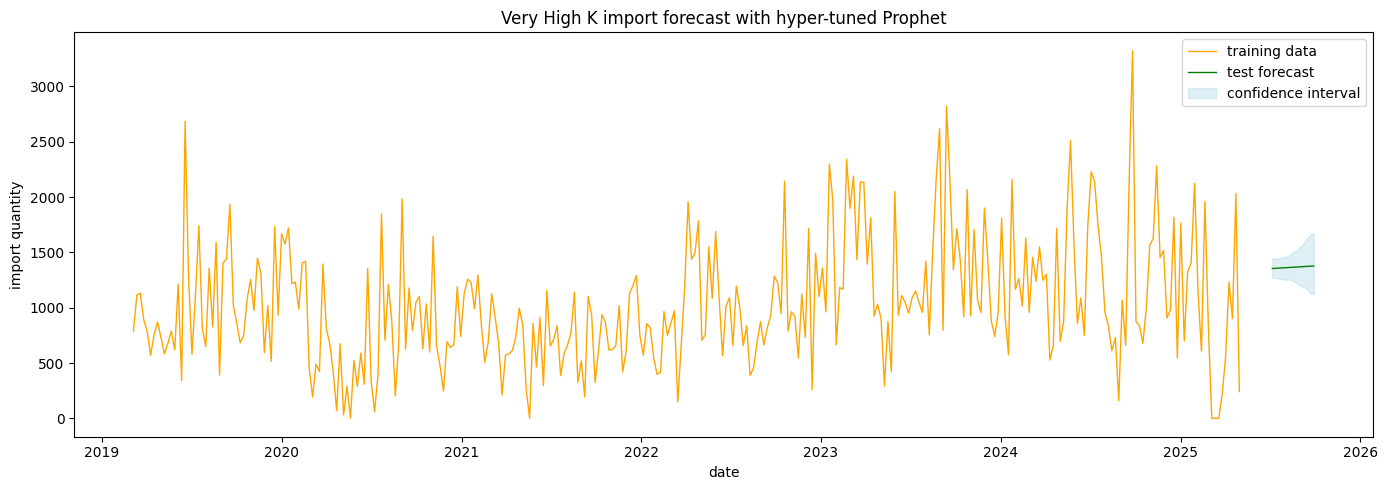 Very High K import forecast with hyper-tuned Prophet
training data
test forecast
confidence interval
import quantity
3000
2500
2000
1500
1000
500
0
2019 2020 2021 2022 2023 2024 2025 2026
date